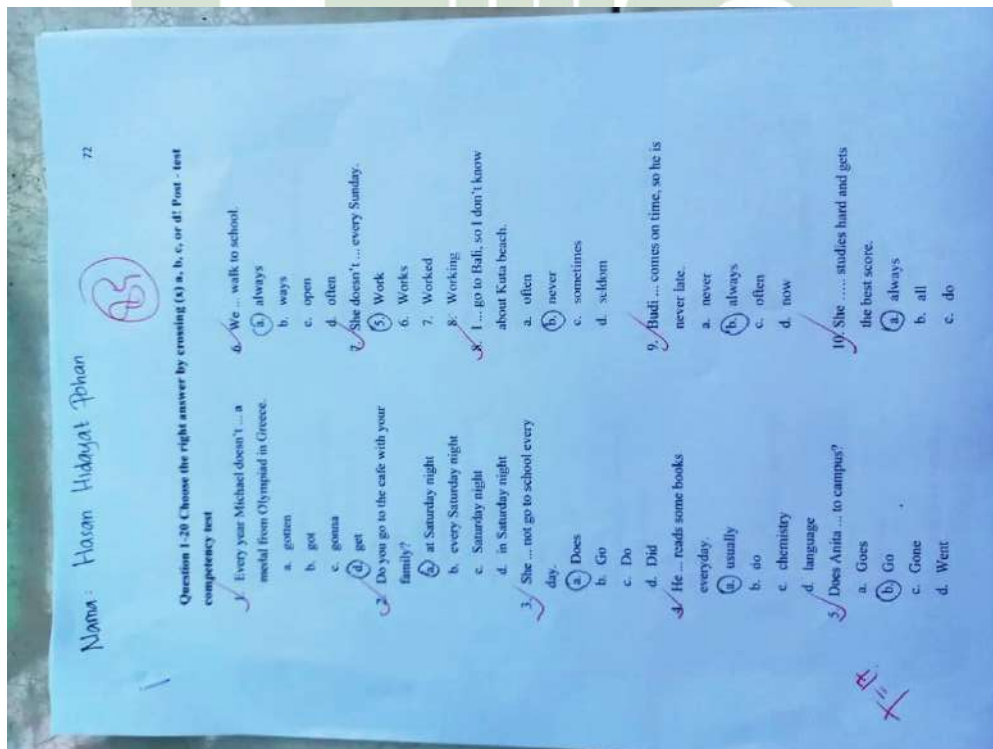 72
Nama : Hasan Hidayat Pohan
Question 1-20 Choose the right answer by crossing (x) a, b, c, or d! Post - test
competency test
1. Every year Michael doesn't ... a
medal from Olympiad in Greece.
a. gotten
b. got
c. gonna
d. get
2. Do you go to the cafe with your
family?
a. at Saturday night
b. every Saturday night
c. Saturday night
d. in Saturday night
3. She ... not go to school every
day.
a. Does
b. Go
c. Do
d. Did
4. He ... reads some books
everyday.
a. usually
b. do
c. chemistry
d. language
5. Does Anita ... to campus?
a. Goes
b. Go
c. Gone
d. Went
6. We ... walk to school.
a. always
b. ways
c. open
d. often
7. She doesn't ... every Sunday.
5. Work
6. Works
7. Worked
8. Working
8. I ... go to Bali, so I don't know
about Kuta beach.
a. often
b. never
c. sometimes
d. seldom
9. Budi ... comes on time, so he is
never late.
a. never
b. always
c. often
d. now
10. She ..... studies hard and gets
the best score.
a. always
b. all
c. do